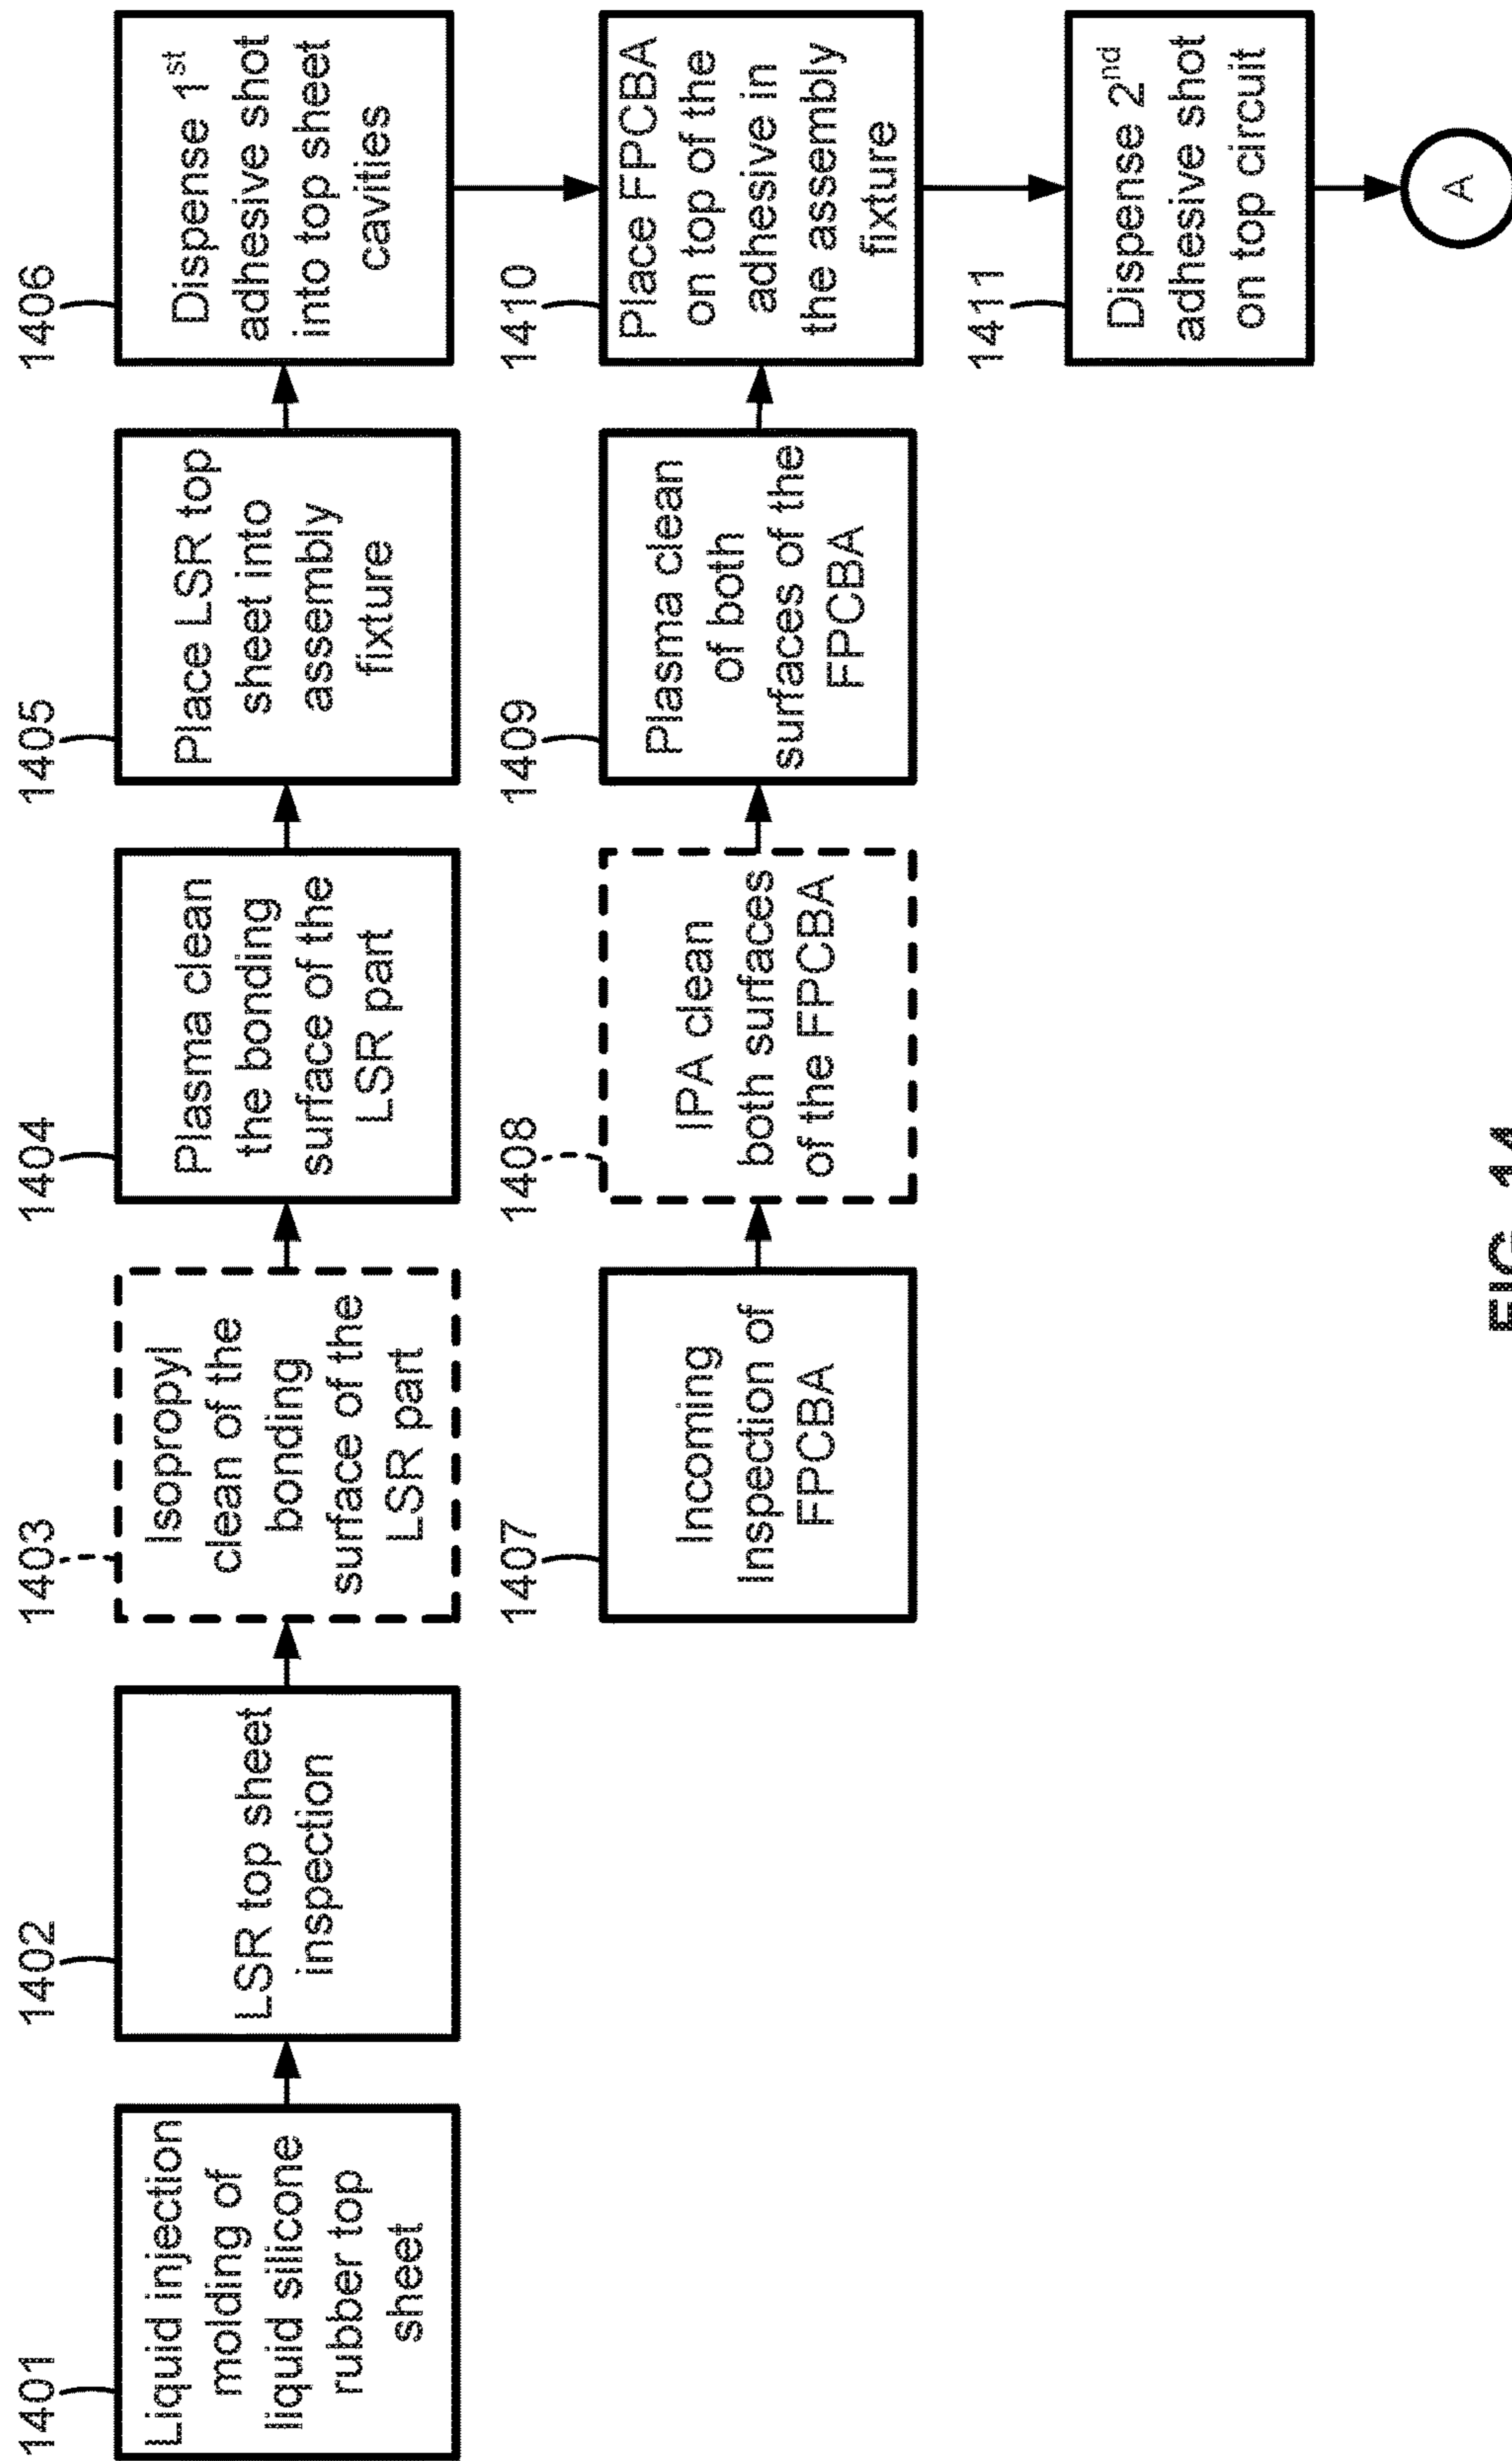 1401
Liquid injection
molding of
liquid silicone
rubber top
sheet
1402
LSR top sheet
inspection
1403
Isopropyl
clean of the
bonding
surface of the
LSR part
1404
Plasma clean
the bonding
surface of the
LSR part
1405
Place LSR top
sheet into
assembly
fixture
1406
Dispense 1st
adhesive shot
into top sheet
cavities
1407
Incoming
Inspection of
FPCBA
1408
IPA clean
both surfaces
of the FPCBA
1409
Plasma clean
of both
surfaces of the
FPCBA
1410
Place FPCBA
on top of the
adhesive in
the assembly
fixture
1411
Dispense 2nd
adhesive shot
on top circuit
A
FIG. 14